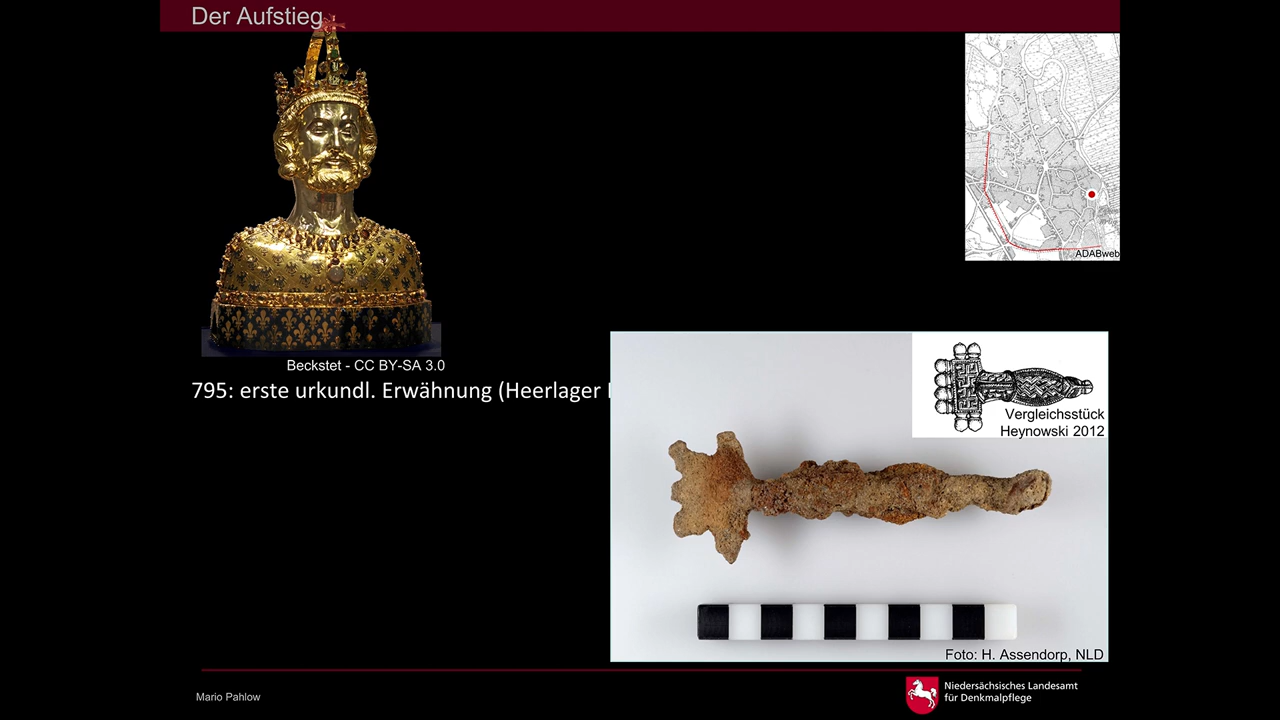 Der Aufstieg
ADABweb
Beckstet - CC BY-SA 3.0
795: erste urkundl. Erwähnung (Heerlager
Vergleichsstück
Heynowski 2012
Foto: H. Assendorp, NLD
Mario Pahlow
Niedersächsisches Landesamt
für Denkmalpflege